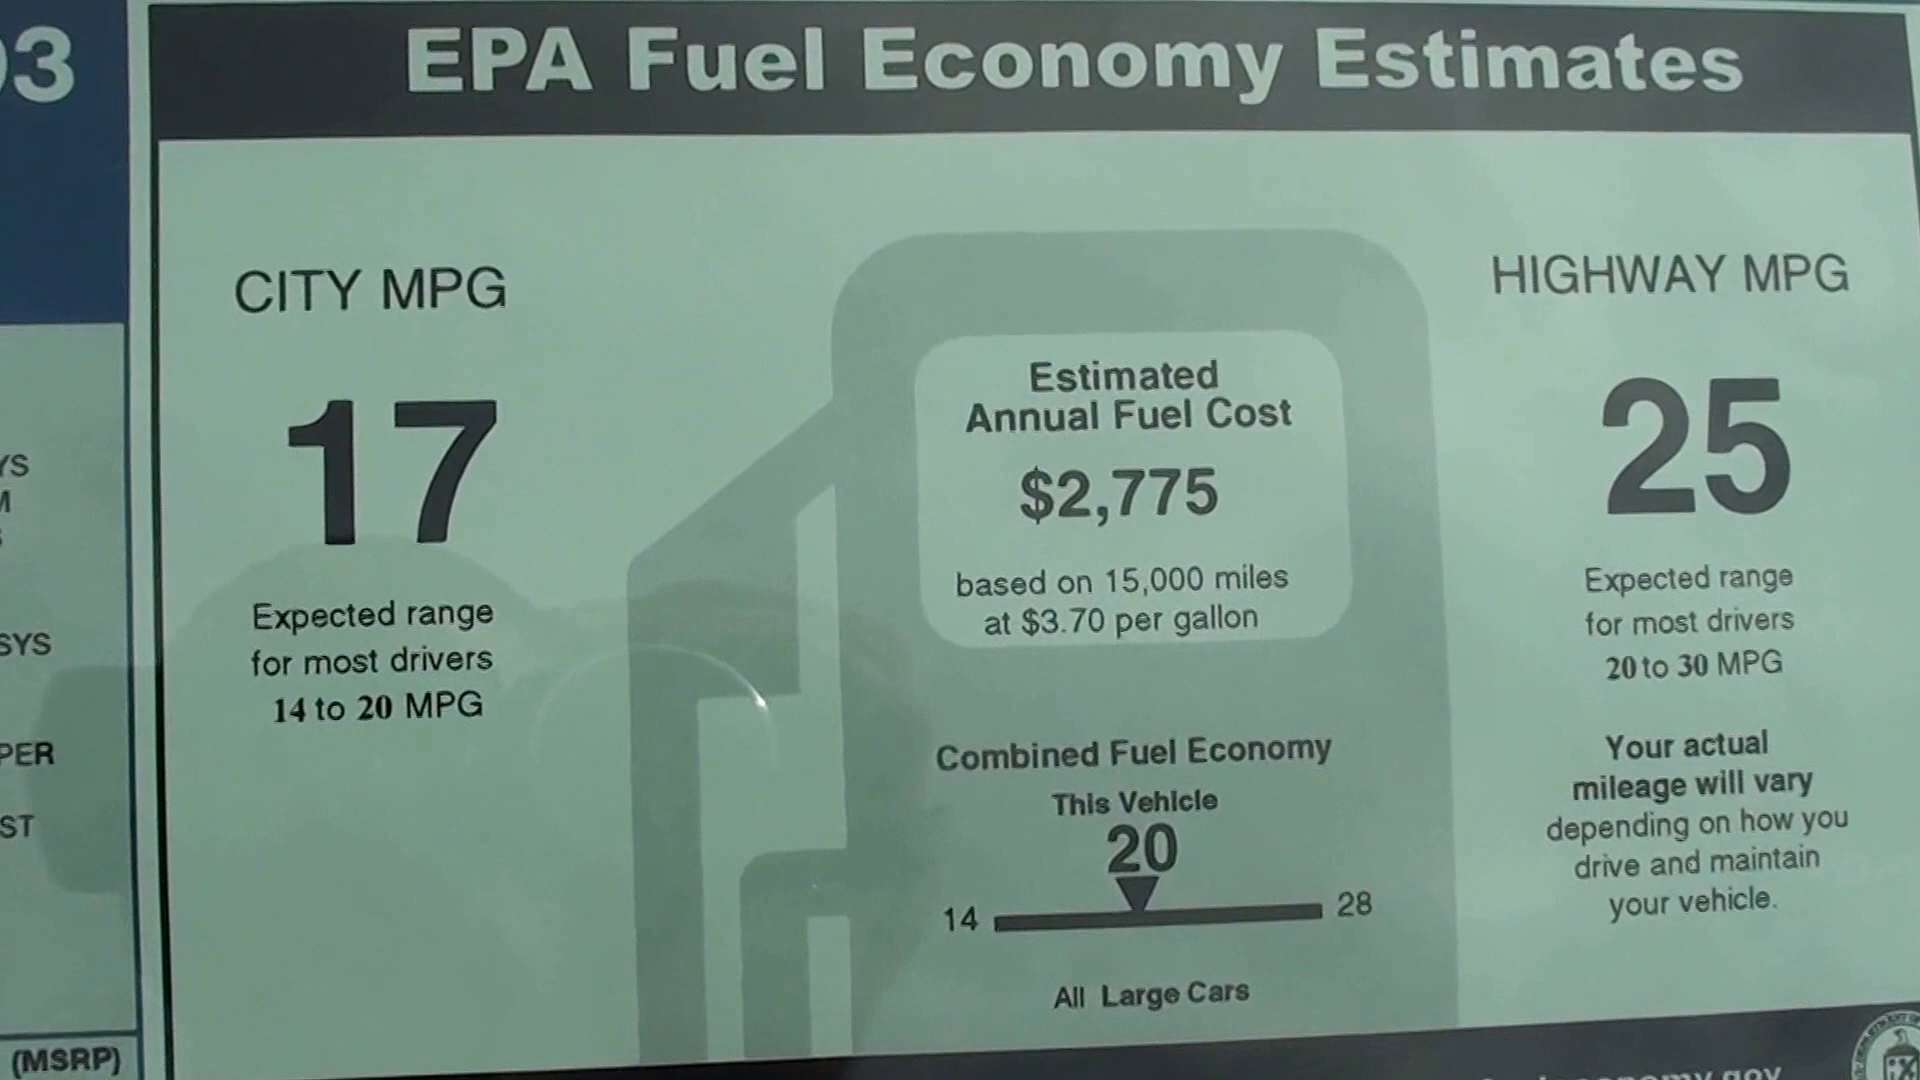 03
EPA Fuel Economy Estimates
CITY MPG
17
Expected range
for most drivers
14 to 20 MPG
Estimated
Annual Fuel Cost
$2,775
based on 15,000 miles
at $3.70 per gallon
Combined Fuel Economy
This Vehicle
20
14 28
All Large Cars
HIGHWAY MPG
25
Expected range
for most drivers
20 to 30 MPG
Your actual
mileage will vary
depending on how you
drive and maintain
your vehicle.
SYS
PER
ST
(MSRP)